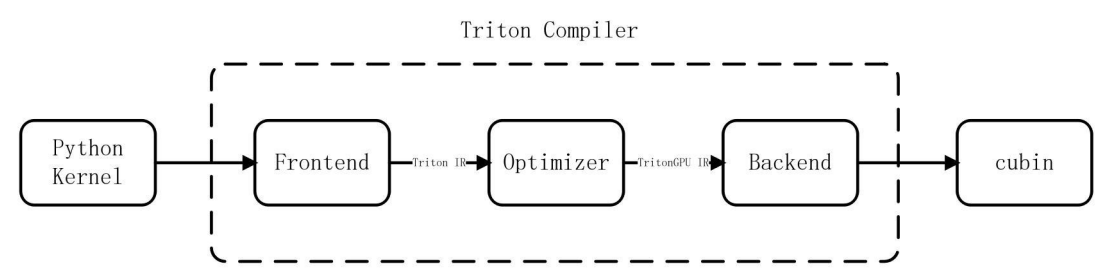 Triton Compiler
Python
Kernel
Frontend
Triton IR
Optimizer
TritonGPU IR
Backend
cubin